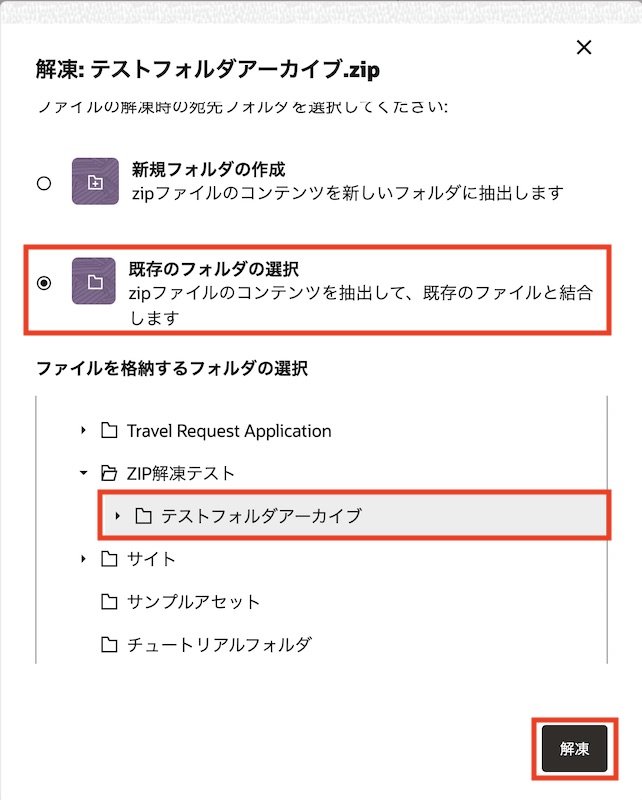 解凍: テストフォルダアーカイブ.zip
ファイルの解凍時の宛先フォルダを選択してください:
新規フォルダの作成
zipファイルのコンテンツを新しいフォルダに抽出します
既存のフォルダの選択
zipファイルのコンテンツを抽出して、既存のファイルと結合
します
ファイルを格納するフォルダの選択
Travel Request Application
ZIP解凍テスト
テストフォルダアーカイブ
サイト
サンプルアセット
チュートリアルフォルダ
解凍